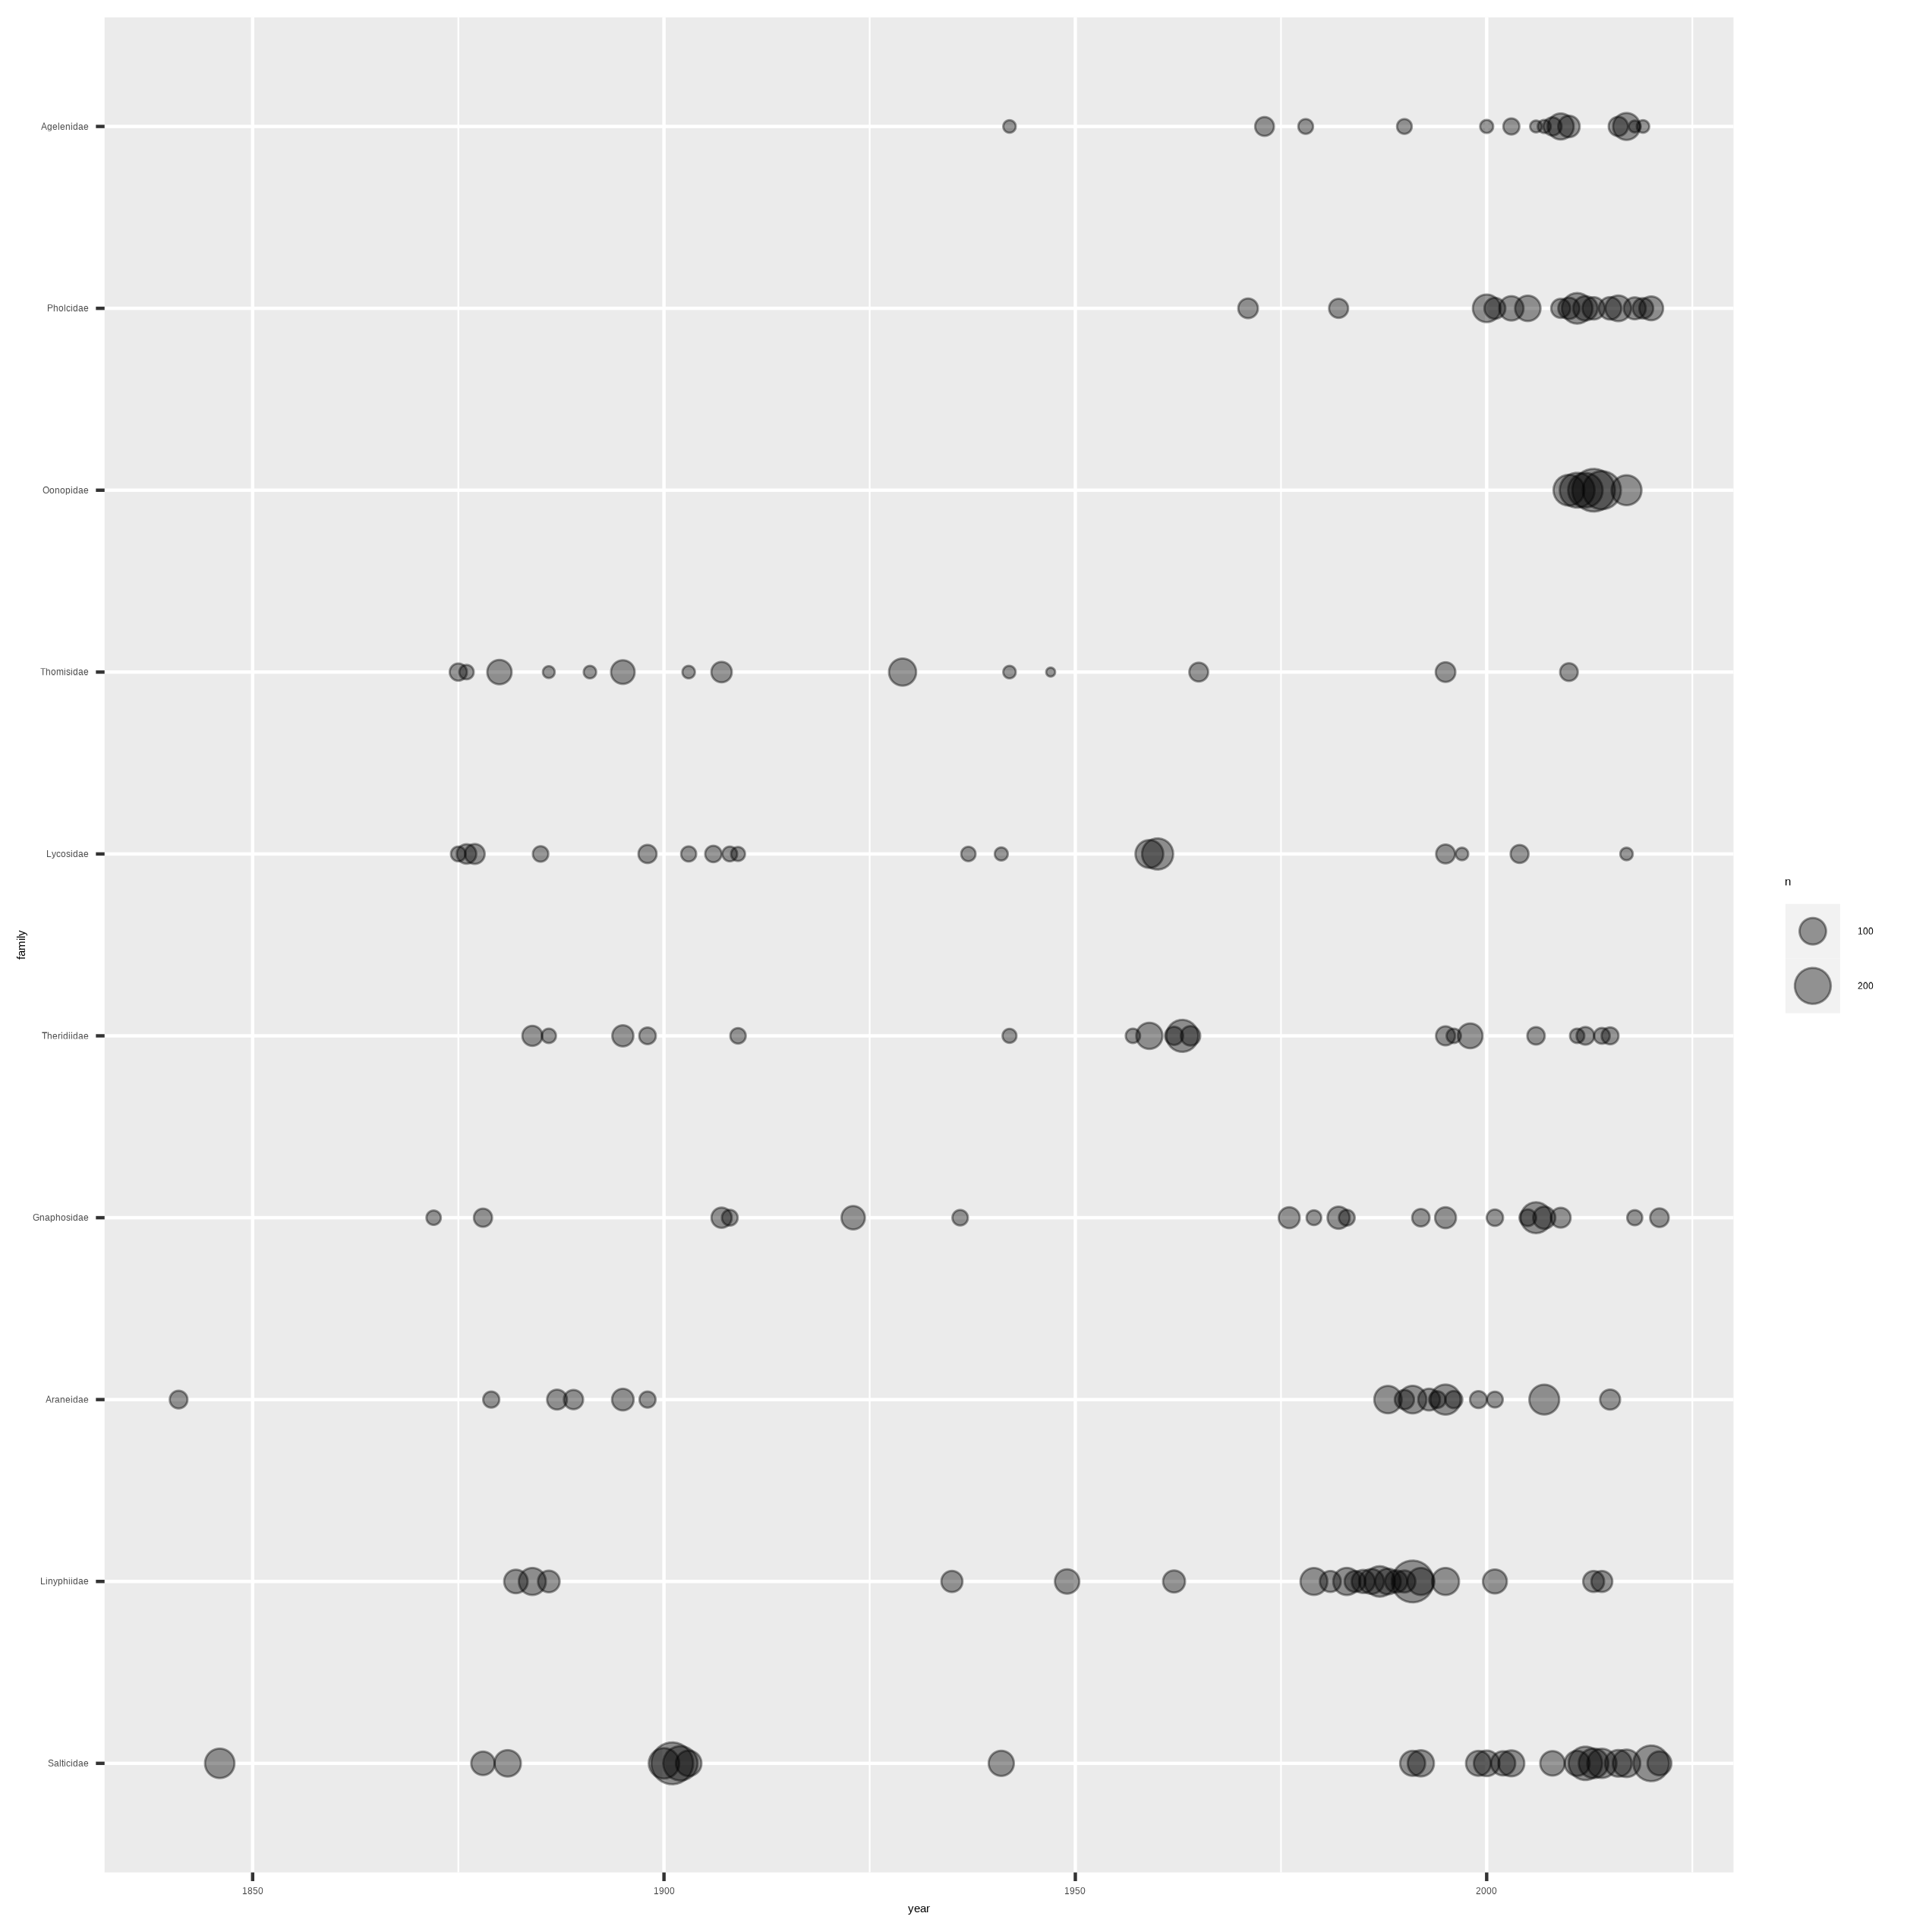 Agelenidae
Pholcidae
Oonopidae
Thomisidae
Lycosidae
Theridiidae
Gnaphosidae
Araneidae
Linyphiidae
Salticidae
family
1850
1900
1950
2000
year
n
100
200